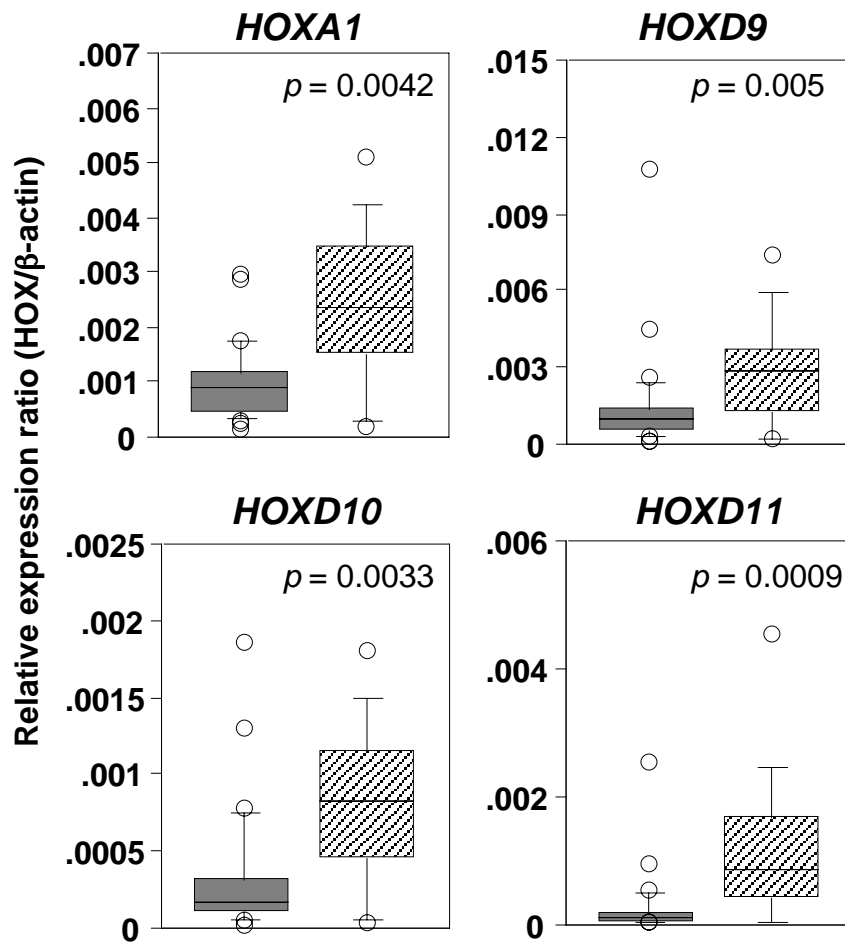 HOXA1
HOXD9
Relative expression ratio (HOX/β-actin)
.007
.006
.005
.004
.003
.002
.001
0
p = 0.0042
.015
.012
.009
.006
.003
0
p = 0.005
HOXD10
HOXD11
.0025
.002
.0015
.001
.0005
0
p = 0.0033
.006
.004
.002
0
p = 0.0009